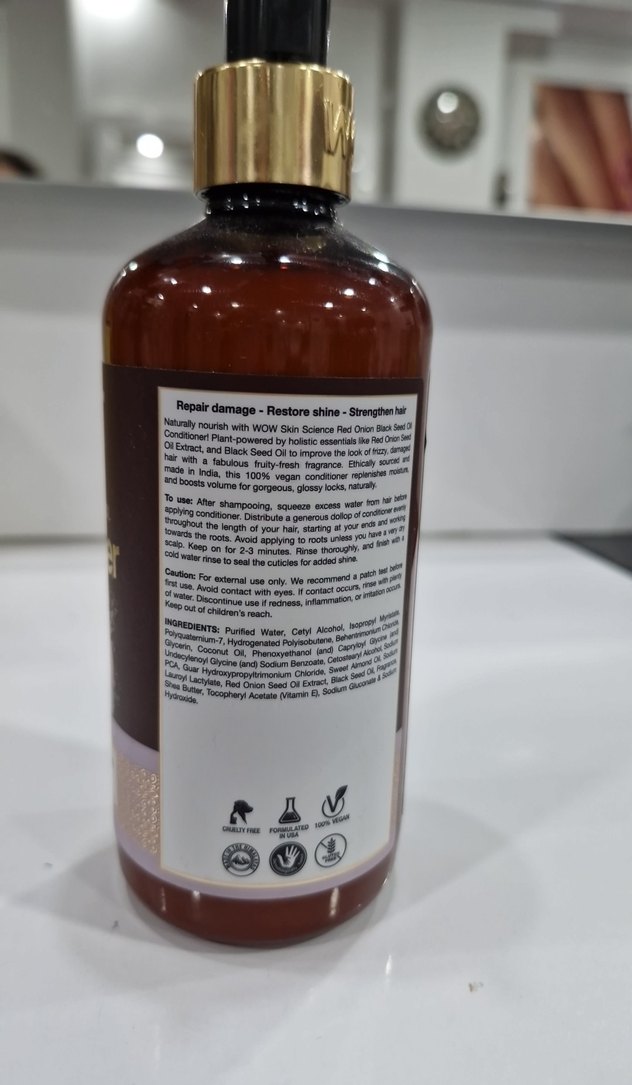 Wo
er
Repair damage - Restore shine - Strengthen hair
Naturally nourish with WOW Skin Science Red Onion Black Seed Oil
Conditioner! Plant-powered by holistic essentials like Red Onion Seed
Oil Extract, and Black Seed Oil to improve the look of frizzy, damaged
hair with a fabulous fruity-fresh fragrance. Ethically sourced and
made in India, this 100% vegan conditioner replenishes moisture,
and boosts volume for gorgeous, glossy locks, naturally.
To use: After shampooing, squeeze excess water from hair before
applying conditioner. Distribute a generous dollop of conditioner evenly
throughout the length of your hair, starting at your ends and working
towards the roots. Avoid applying to roots unless you have a very dry
scalp. Keep on for 2-3 minutes. Rinse thoroughly, and finish with a
cold water rinse to seal the cuticles for added shine.
Caution: For external use only. We recommend a patch test before
first use. Avoid contact with eyes. If contact occurs, rinse with plenty
of water. Discontinue use if redness, inflammation, or irritation occurs.
Keep out of children's reach.
INGREDIENTS: Purified Water, Cetyl Alcohol, Isopropyl Myristate,
Polyquaternium-7, Hydrogenated Polyisobutene, Behentrimonium Chloride,
Glycerin, Coconut Oil, Phenoxyethanol (and) Caprylyl Glycine (and)
Undecylenoyl Glycine (and) Sodium Benzoate, Cetostearyl Alcohol, Sodium
PCA, Guar Hydroxypropyltrimonium Chloride, Sweet Almond Oil, Sodium
Lauroyl Lactylate, Red Onion Seed Oil Extract, Black Seed Oil, Fragrance,
Shea Butter, Tocopheryl Acetate (Vitamin E), Sodium Gluconate & Sodium
Hydroxide.
CRUELTY FREE
FORMULATED
IN USA
100% VEGAN
GLUTEN
FREE